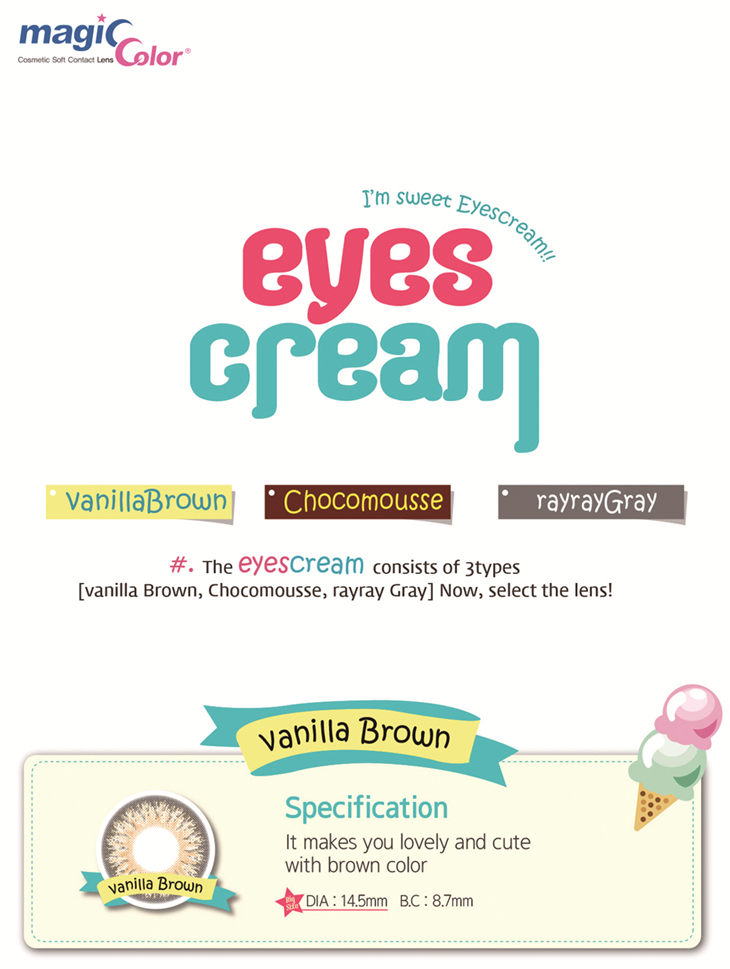 magiC Color®
Cosmetic Soft Contact Lens
I'm sweet Eyescream!!
eyes
cream
vanillaBrown
Chocomousse
rayrayGray
#. The eyescream consists of 3types
[vanilla Brown, Chocomousse, rayray Gray] Now, select the lens!
Vanilla Brown
Specification
It makes you lovely and cute
with brown color
Vanilla Brown
Big Size DIA : 14.5mm B.C : 8.7mm